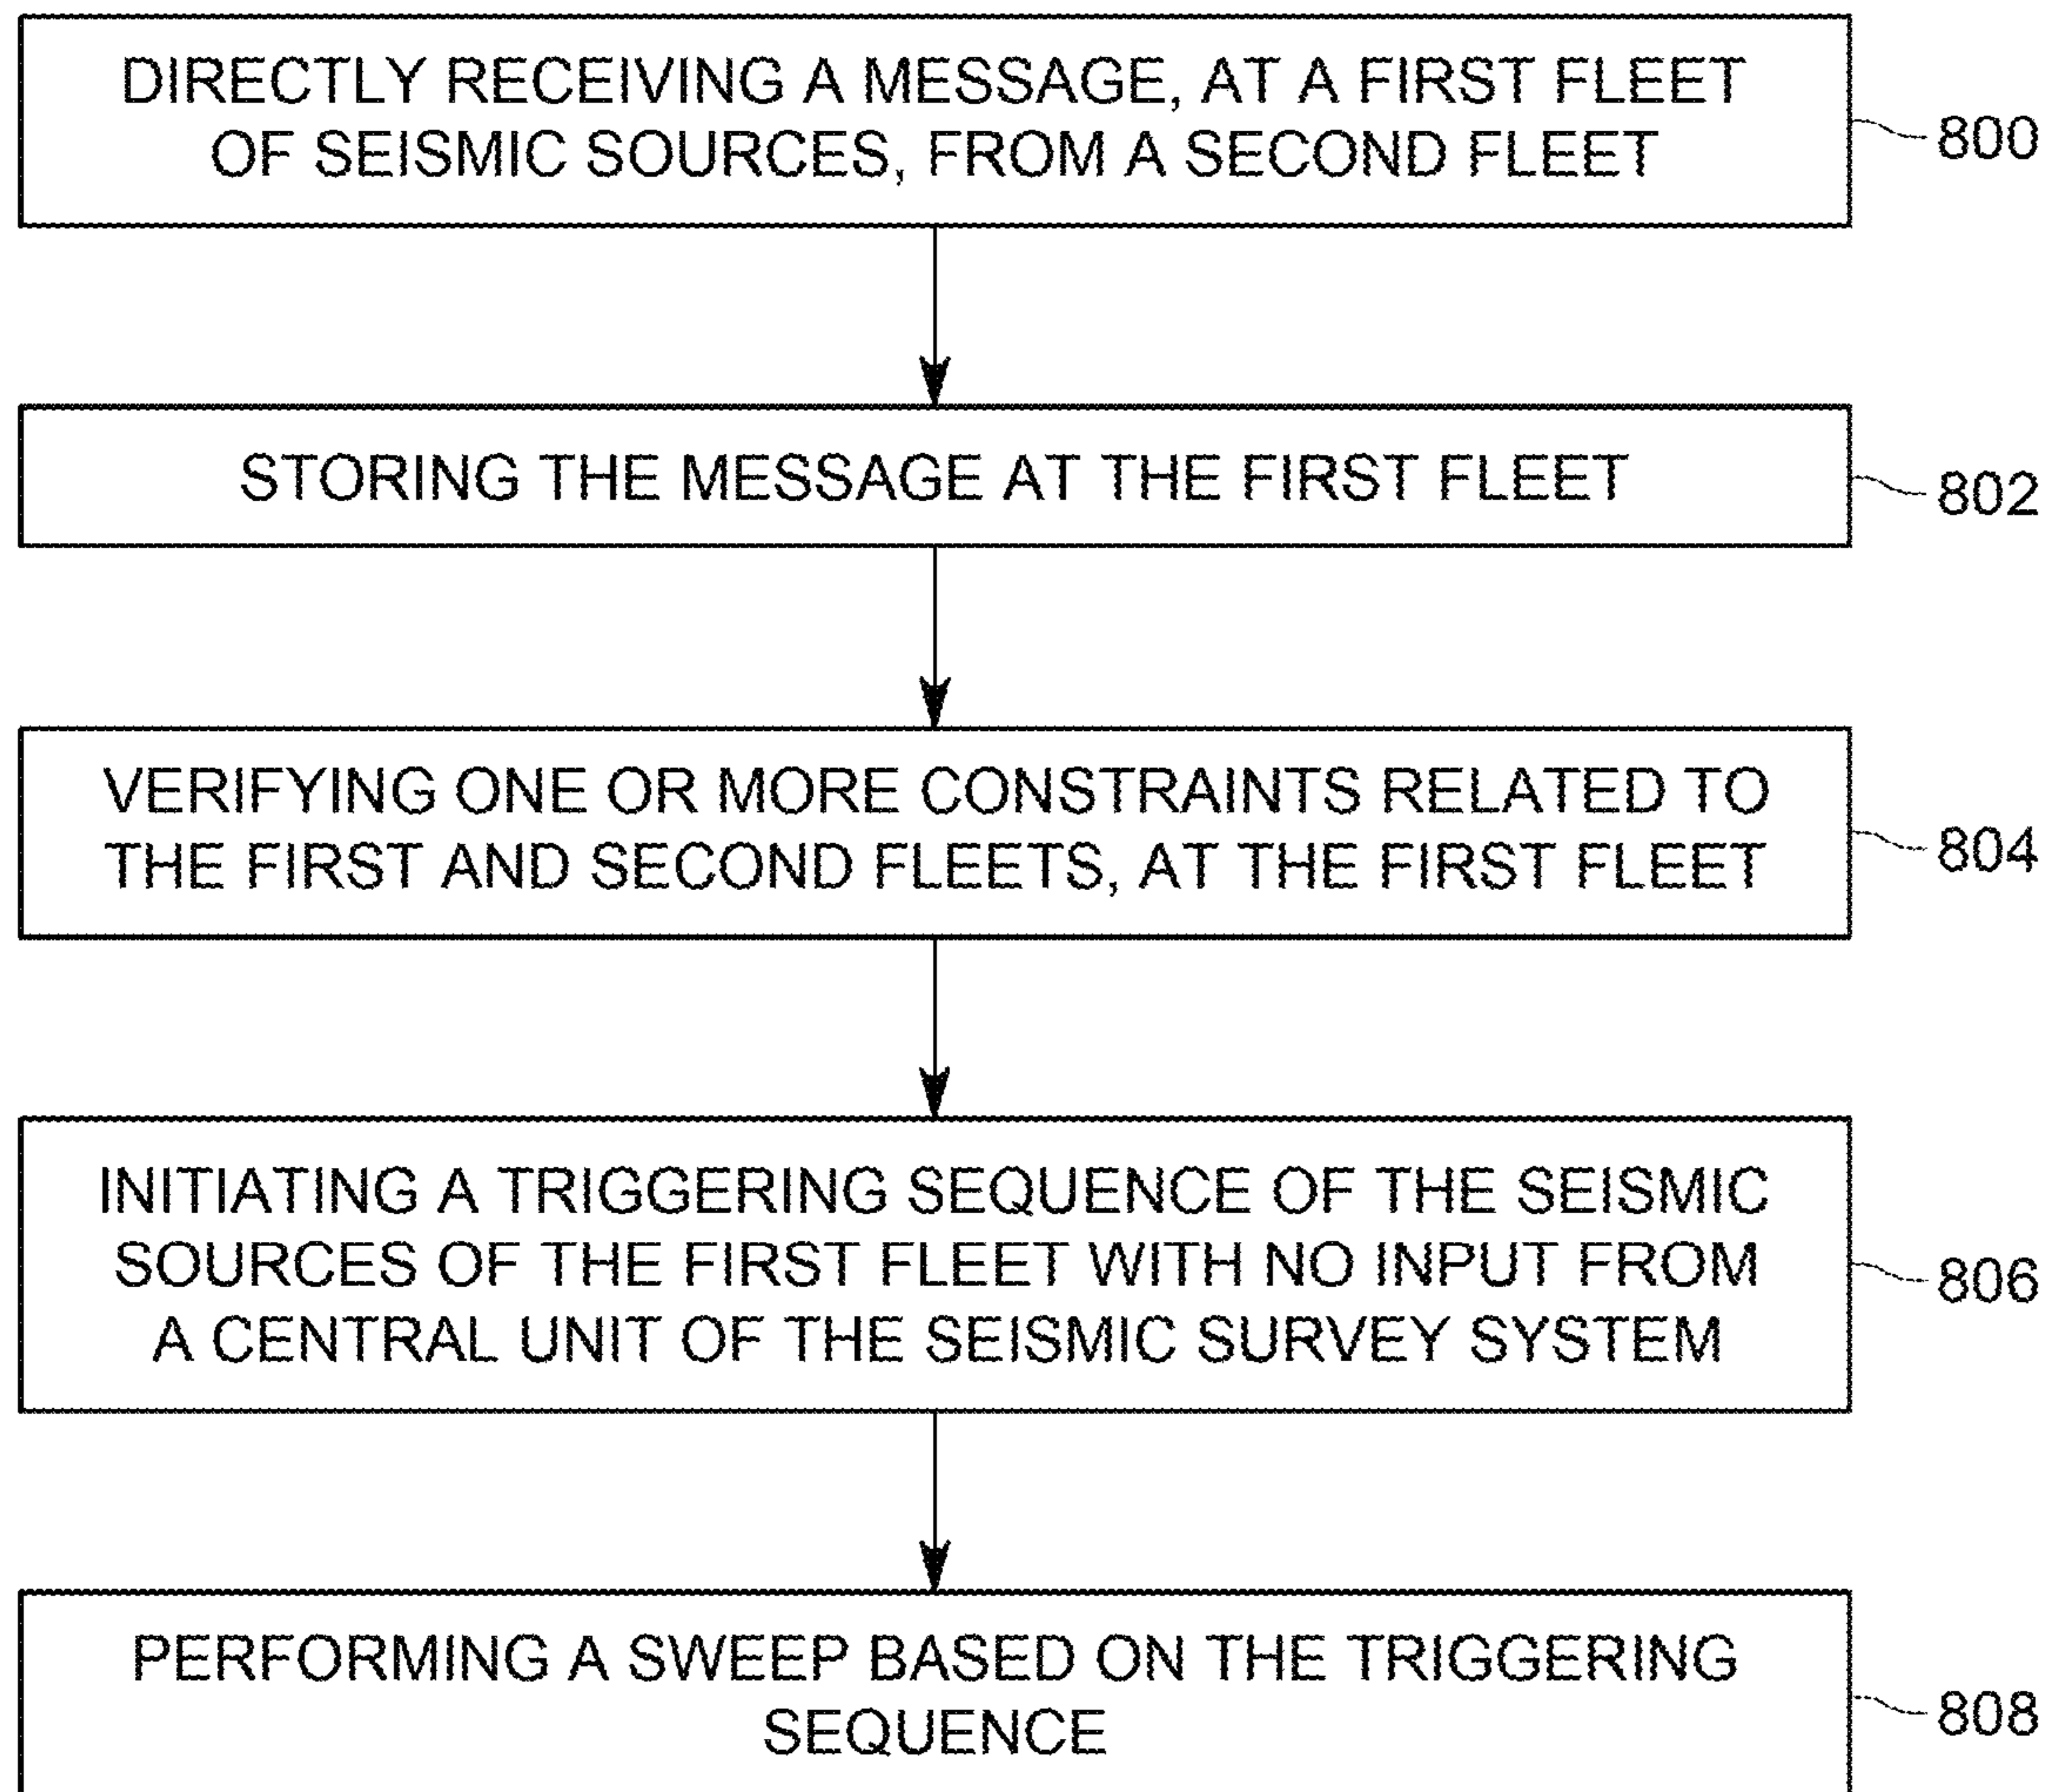 DIRECTLY RECEIVING A MESSAGE, AT A FIRST FLEET
OF SEISMIC SOURCES, FROM A SECOND FLEET
800
STORING THE MESSAGE AT THE FIRST FLEET
802
VERIFYING ONE OR MORE CONSTRAINTS RELATED TO
THE FIRST AND SECOND FLEETS, AT THE FIRST FLEET
804
INITIATING A TRIGGERING SEQUENCE OF THE SEISMIC
SOURCES OF THE FIRST FLEET WITH NO INPUT FROM
A CENTRAL UNIT OF THE SEISMIC SURVEY SYSTEM
806
PERFORMING A SWEEP BASED ON THE TRIGGERING
SEQUENCE
808